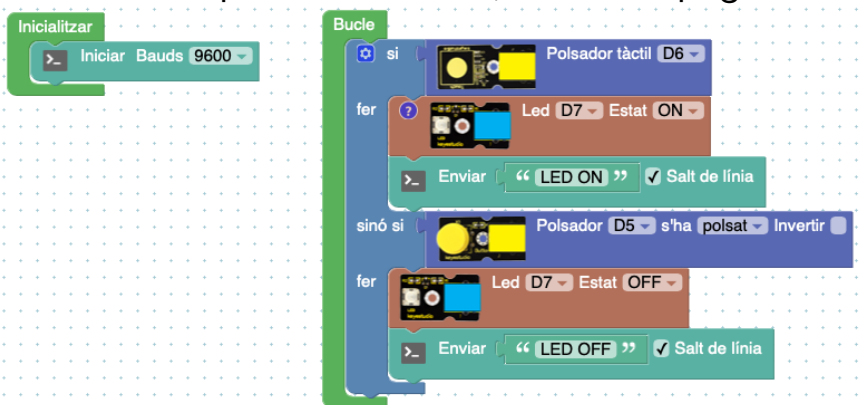 Inicialitzar
Iniciar Bauds 9600
Bucle
si Polsador tàctil D6
fer Led D7 Estat ON
keyestudio
Enviar “ LED ON ” Salt de línia
sinó si Polsador D5 s'ha polsat Invertir
fer Led D7 Estat OFF
keyestudio
Enviar “ LED OFF ” Salt de línia